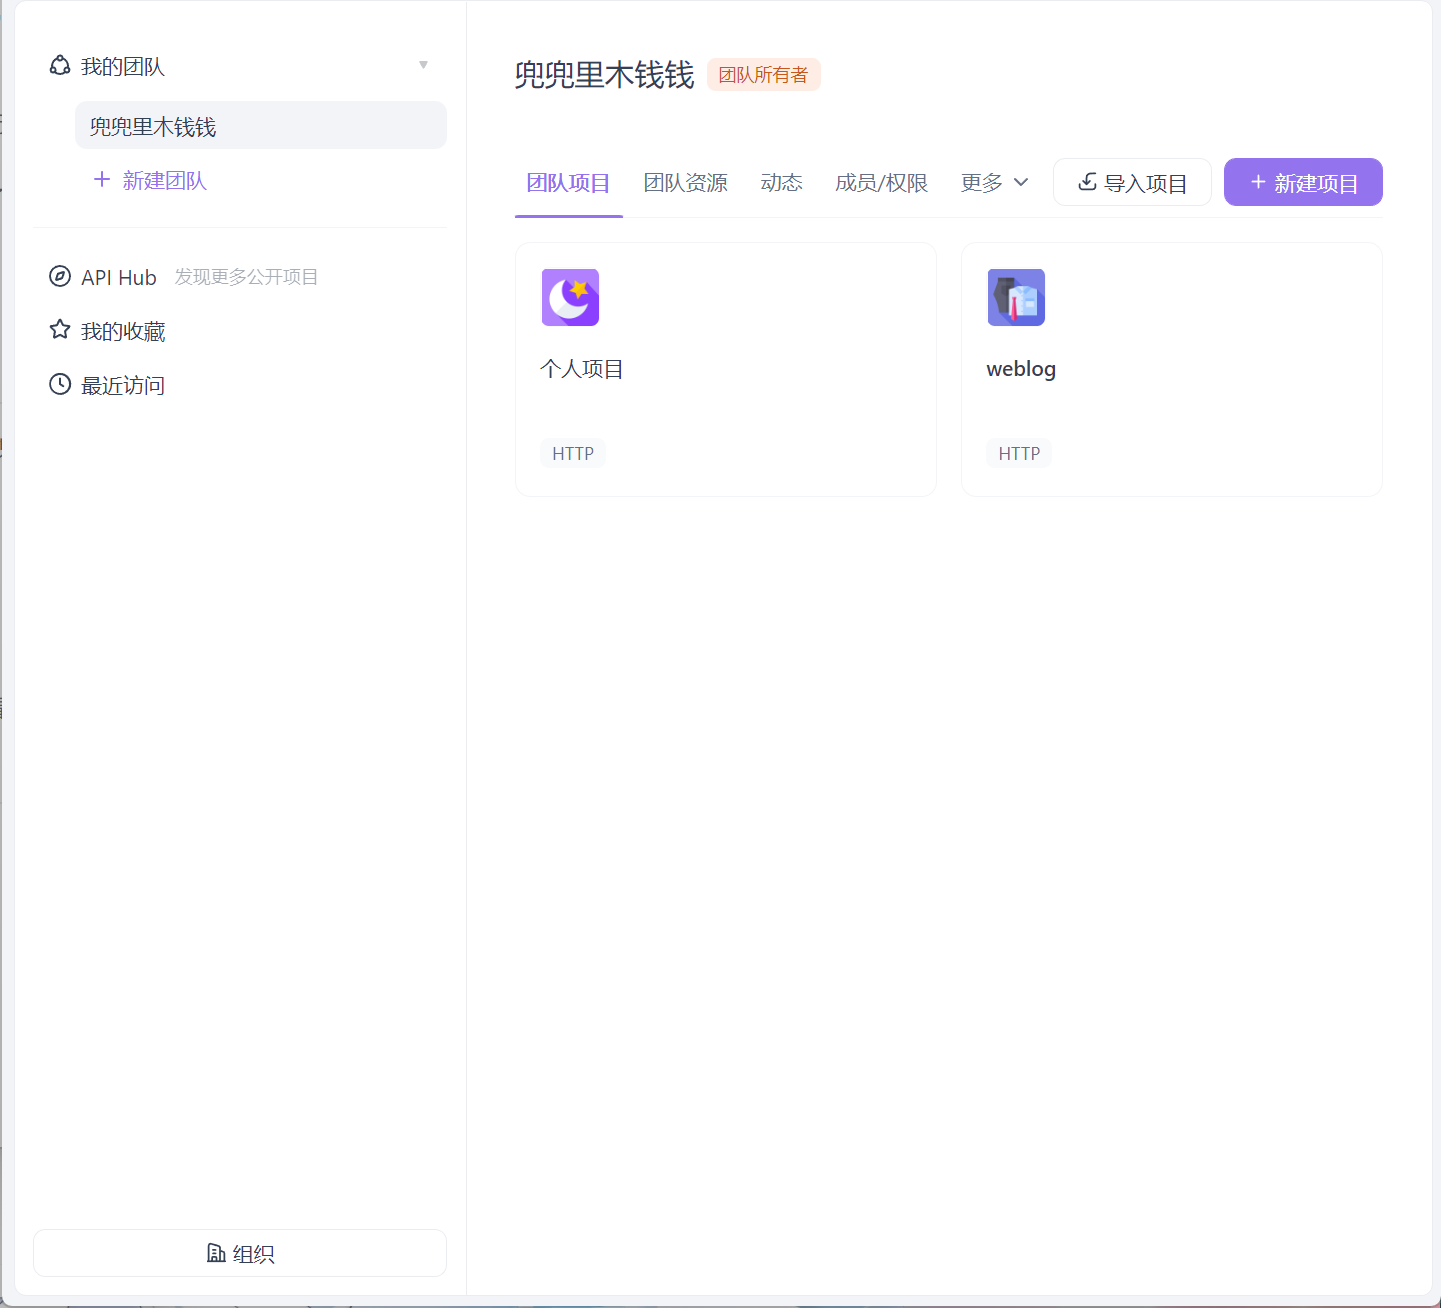 我的团队
兜兜里木钱钱
新建团队
API Hub 发现更多公开项目
我的收藏
最近访问
组织
兜兜里木钱钱 团队所有者
团队项目 团队资源 动态 成员/权限 更多 导入项目 新建项目
个人项目
HTTP
weblog
HTTP